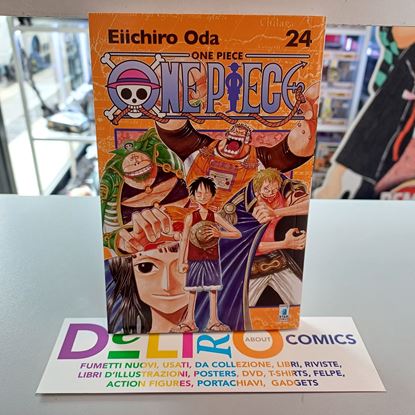 Eiichiro Oda 24
ONE PIECE
ONE PIECE
STAR
DeLiRiO ABOUT COMICS
FUMETTI NUOVI, USATI, DA COLLEZIONE, LIBRI, RIVISTE,
LIBRI D'ILLUSTRAZIONI, POSTERS, DVD, T-SHIRTS, FELPE,
ACTION FIGURES, PORTACHIAVI, GADGETS